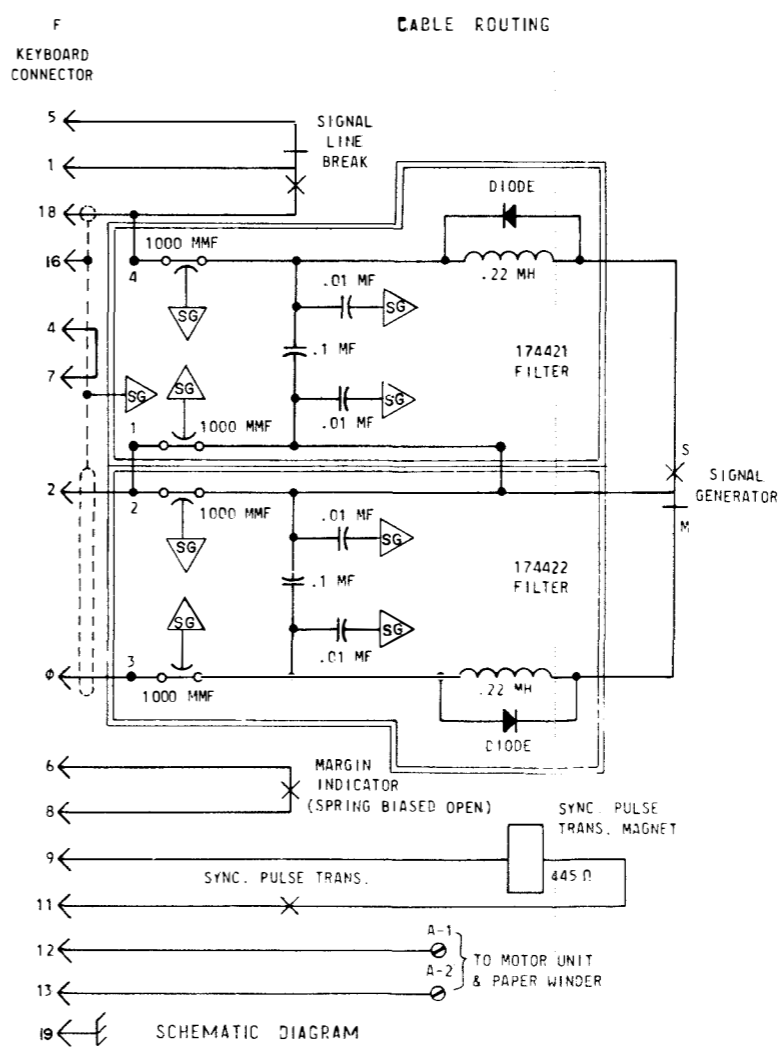 F
CABLE ROUTING
KEYBOARD
CONNECTOR
5
SIGNAL
LINE
BREAK
1
DIODE
18
1000 MMF
16
4
.22 MH
.01 MF
SG
SG
4
.1 MF
174421
FILTER
7
SG
SG
SG
.01 MF
1
1000 MMF
S
SIGNAL
GENERATOR
2
2
1000 MMF
M
.01 MF
SG
SG
174422
FILTER
.1 MF
SG
SG
.01 MF
3
Ø
1000 MMF
.22 MH
DIODE
6
MARGIN
INDICATOR
(SPRING BIASED OPEN)
8
SYNC. PULSE
TRANS. MAGNET
9
445 Ω
SYNC. PULSE TRANS.
11
A-1
12
TO MOTOR UNIT
& PAPER WINDER
A-2
13
19
SCHEMATIC DIAGRAM